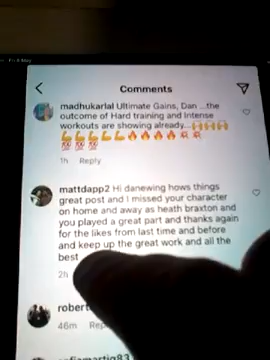 Comments
madhukarlal Ultimate Gains, Dan ...the
outcome of Hard training and Intense
workouts are showing already...🙌🙌🙌
💪💪💪💪💪🔥🔥🔥🔥💥💥
💯💯💯
1h Reply
mattdapp2 Hi danewing hows things
great post and I missed your character
on home and away as heath braxton and
you played a great part and thanks again
for the likes from last time and before
and keep up the great work and all the
best
2h
robert
46m